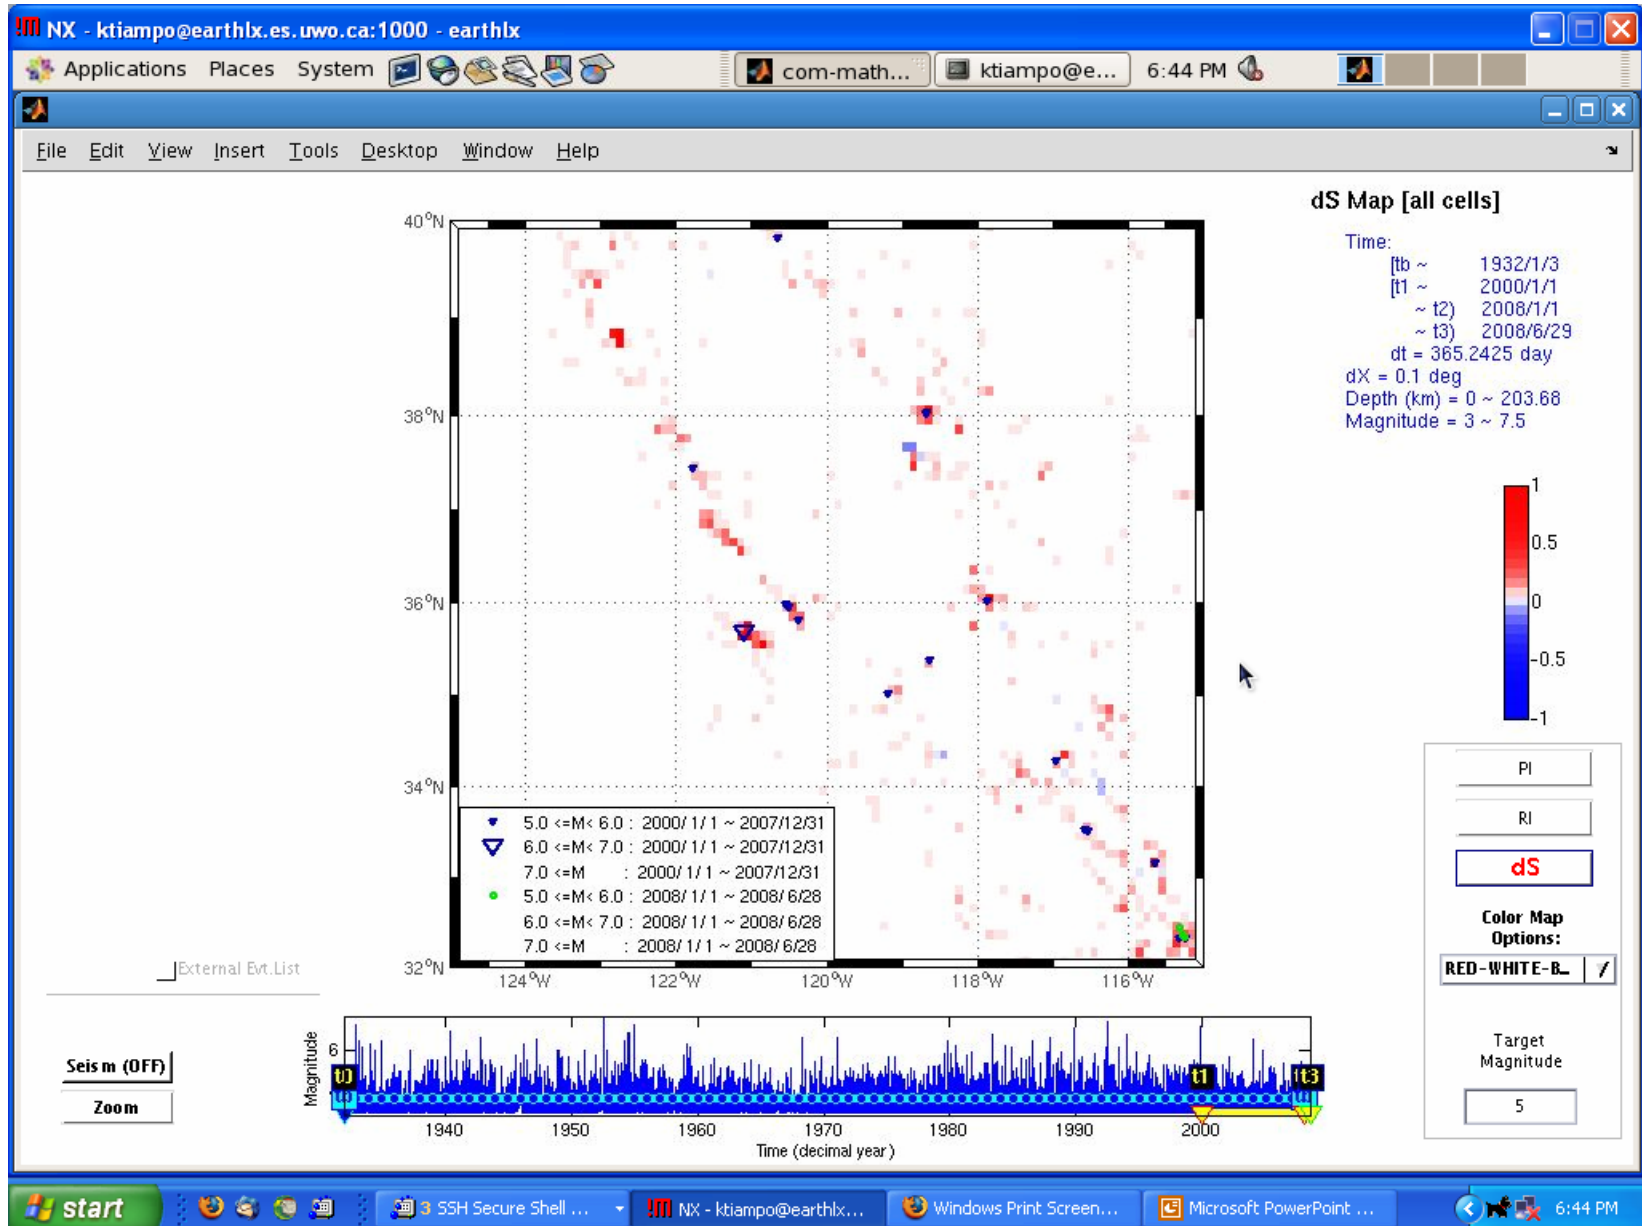 NX - ktiampo@earthlx.es.uwo.ca:1000 - earthlx
Applications Places System com-math... ktiampo@e... 6:44 PM
File Edit View Insert Tools Desktop Window Help
dS Map [all cells]
Time:
[tb ~ 1932/1/3
[t1 ~ 2000/1/1
~ t2) 2008/1/1
~ t3) 2008/6/29
dt = 365.2425 day
dX = 0.1 deg
Depth (km) = 0 ~ 203.68
Magnitude = 3 ~ 7.5
40°N
38°N
36°N
34°N
32°N
124°W 122°W 120°W 118°W 116°W
5.0 <=M< 6.0 : 2000/ 1/ 1 ~ 2007/12/31
6.0 <=M< 7.0 : 2000/ 1/ 1 ~ 2007/12/31
7.0 <=M : 2000/ 1/ 1 ~ 2007/12/31
5.0 <=M< 6.0 : 2008/ 1/ 1 ~ 2008/ 6/28
6.0 <=M< 7.0 : 2008/ 1/ 1 ~ 2008/ 6/28
7.0 <=M : 2008/ 1/ 1 ~ 2008/ 6/28
1
0.5
0
-0.5
-1
PI
RI
dS
Color Map
Options:
RED-WHITE-B...
Target
Magnitude
5
External Evt.List
Seism (OFF)
Zoom
Magnitude
6
t1 t3
1940 1950 1960 1970 1980 1990 2000
Time (decimal year)
start 3 SSH Secure Shell ... NX - ktiampo@earthlx... Windows Print Screen... Microsoft PowerPoint ... 6:44 PM